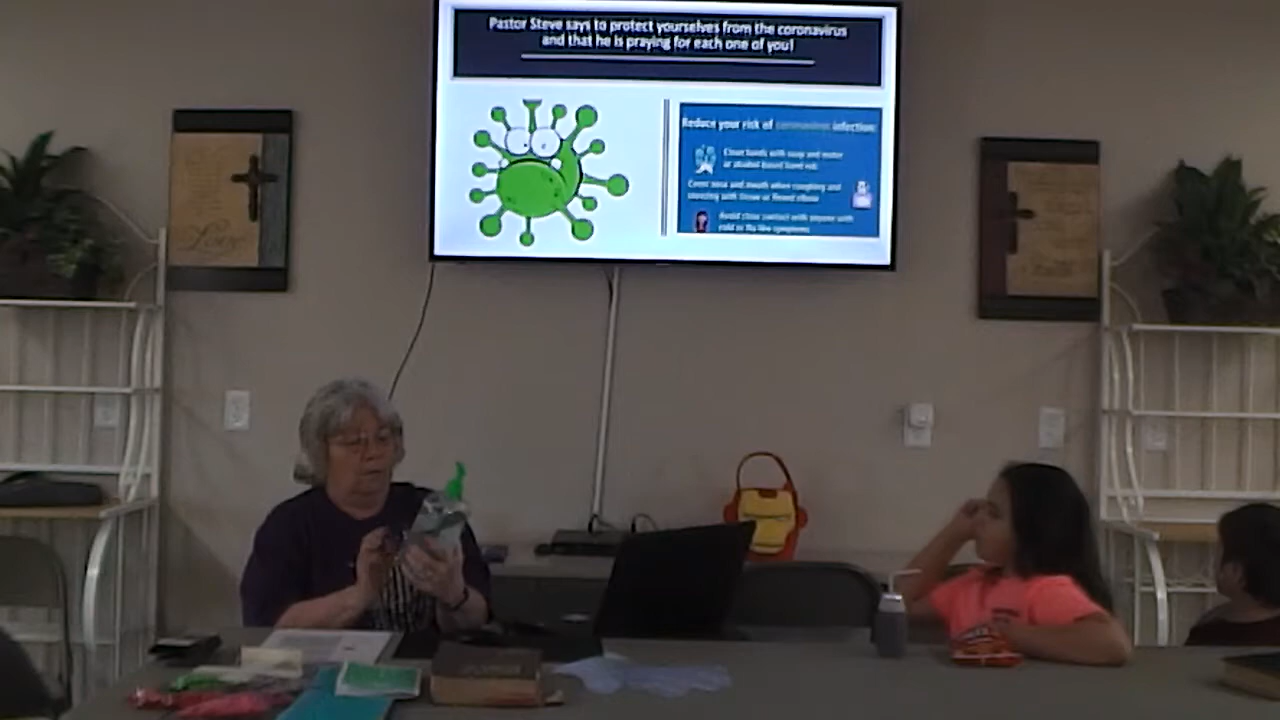 Pastor Steve says to protect yourselves from the coronavirus
and that he is praying for each one of you!
Reduce your risk of coronavirus infection:
Clean hands with soap and water
or alcohol-based hand rub
Cover nose and mouth when coughing and
sneezing with tissue or flexed elbow
Avoid close contact with anyone with
cold or flu-like symptoms